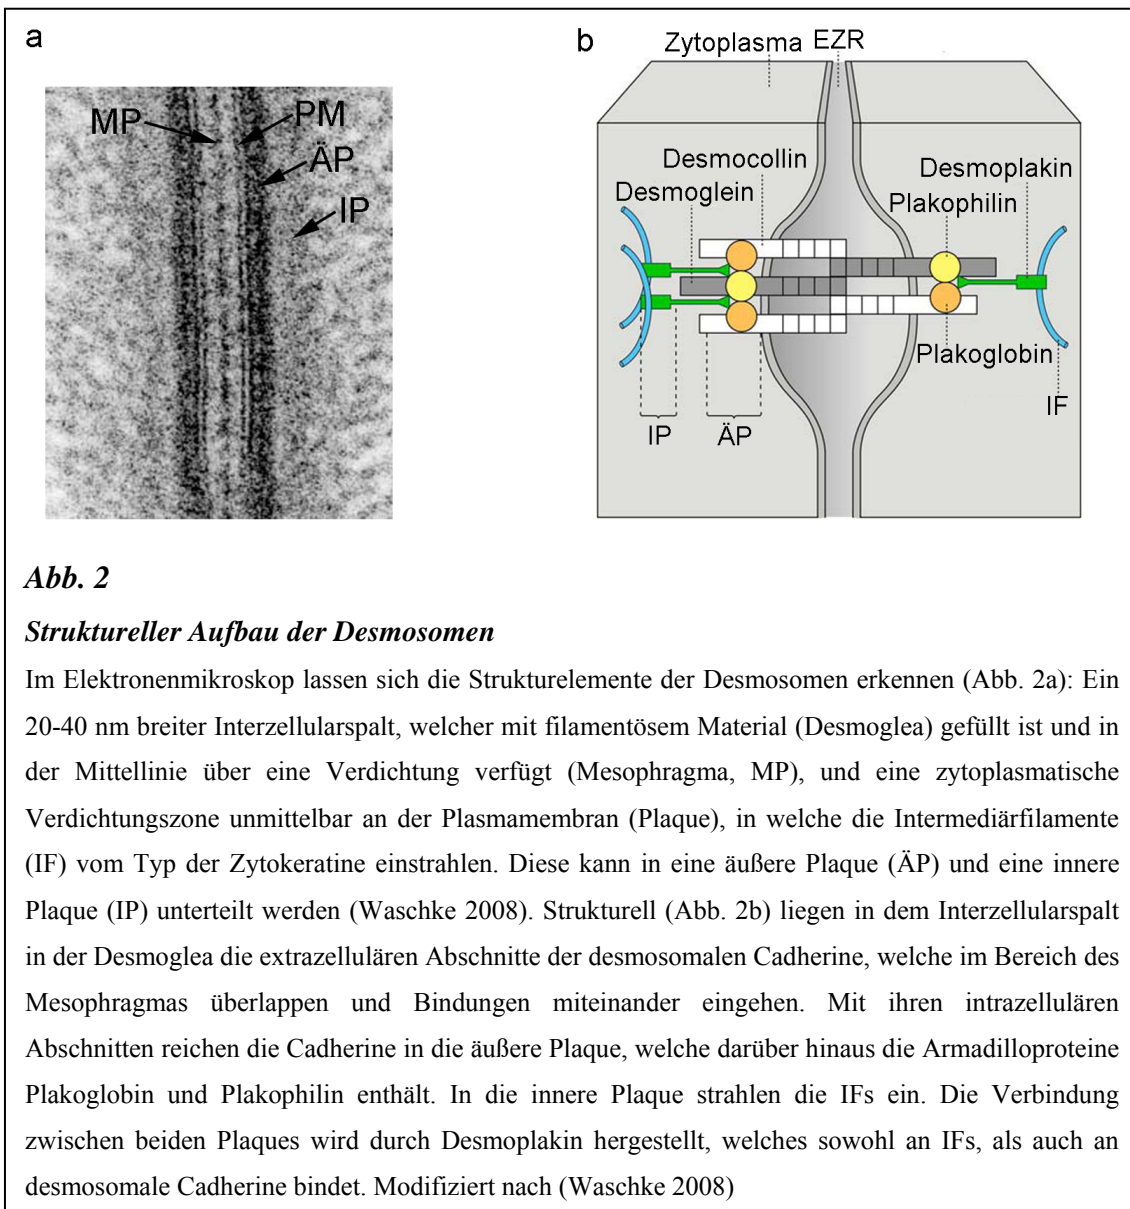 a
MP
PM
ÄP
IP
b
Zytoplasma
EZR
Desmocollin
Desmoglein
Desmoplakin
Plakophilin
Plakoglobin
IF
IP
ÄP
Abb. 2
Struktureller Aufbau der Desmosomen
Im Elektronenmikroskop lassen sich die Strukturelemente der Desmosomen erkennen (Abb. 2a): Ein
20-40 nm breiter Interzellularspalt, welcher mit filamentösem Material (Desmoglea) gefüllt ist und in
der Mittellinie über eine Verdichtung verfügt (Mesophragma, MP), und eine zytoplasmatische
Verdichtungszone unmittelbar an der Plasmamembran (Plaque), in welche die Intermediärfilamente
(IF) vom Typ der Zytokeratine einstrahlen. Diese kann in eine äußere Plaque (ÄP) und eine innere
Plaque (IP) unterteilt werden (Waschke 2008). Strukturell (Abb. 2b) liegen in dem Interzellularspalt
in der Desmoglea die extrazellulären Abschnitte der desmosomalen Cadherine, welche im Bereich des
Mesophragmas überlappen und Bindungen miteinander eingehen. Mit ihren intrazellulären
Abschnitten reichen die Cadherine in die äußere Plaque, welche darüber hinaus die Armadilloproteine
Plakoglobin und Plakophilin enthält. In die innere Plaque strahlen die IFs ein. Die Verbindung
zwischen beiden Plaques wird durch Desmoplakin hergestellt, welches sowohl an IFs, als auch an
desmosomale Cadherine bindet. Modifiziert nach (Waschke 2008)